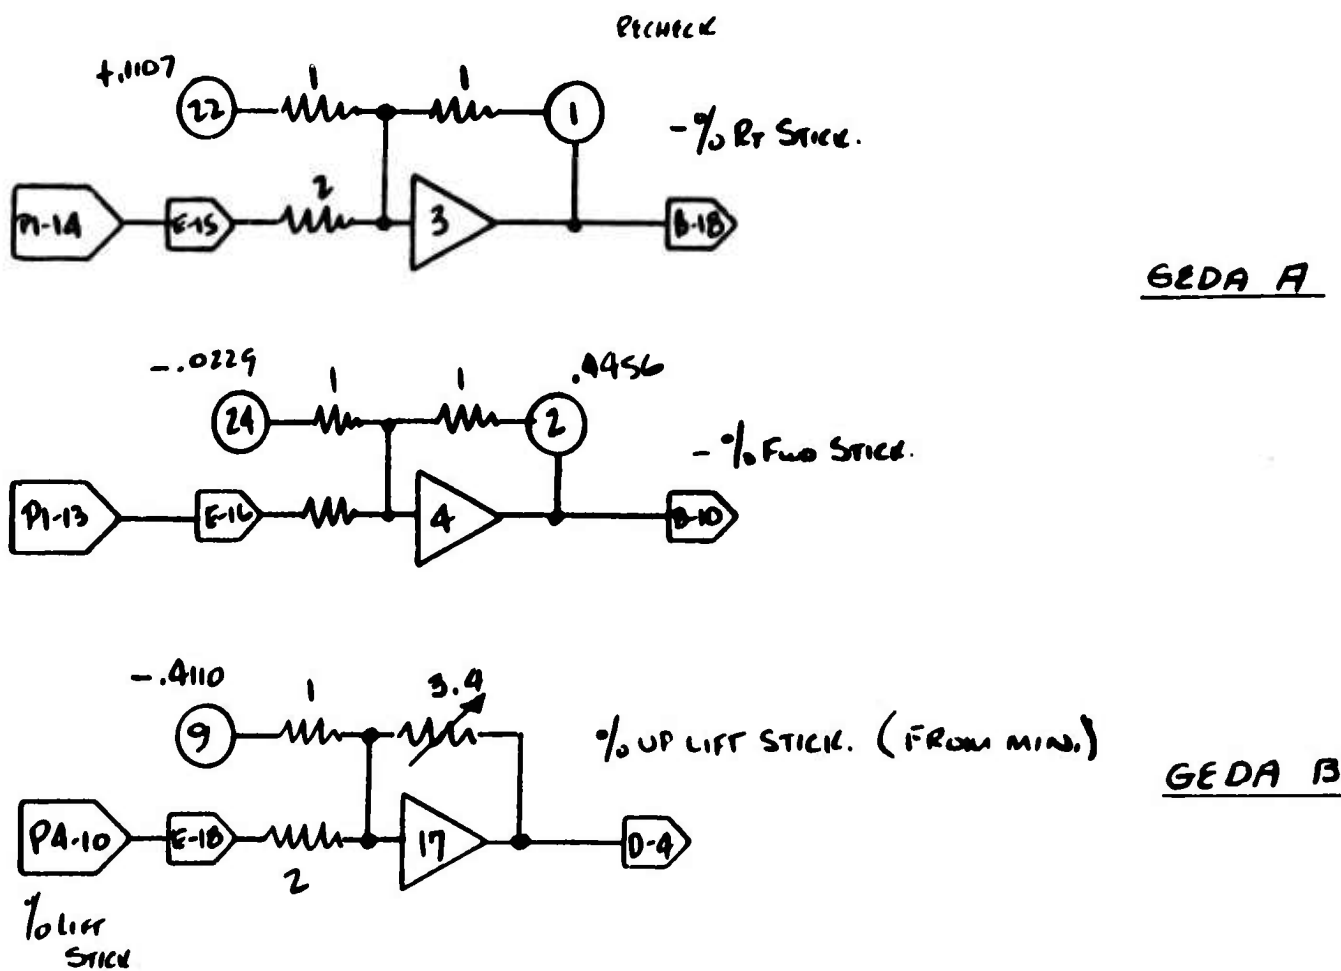 RECHECK
+.1107
1
1
22
1
-% RT STICK.
P1-14
E-15
2
3
B-18
GEDA A
-.0229
1
1
.4456
24
2
-% FWD STICK.
P1-13
E-16
4
B-10
-.4110
1
3.4
9
% UP LIFT STICK. (FROM MIN.)
GEDA B
P4-10
E-18
2
17
D-4
% LIFT
STICK